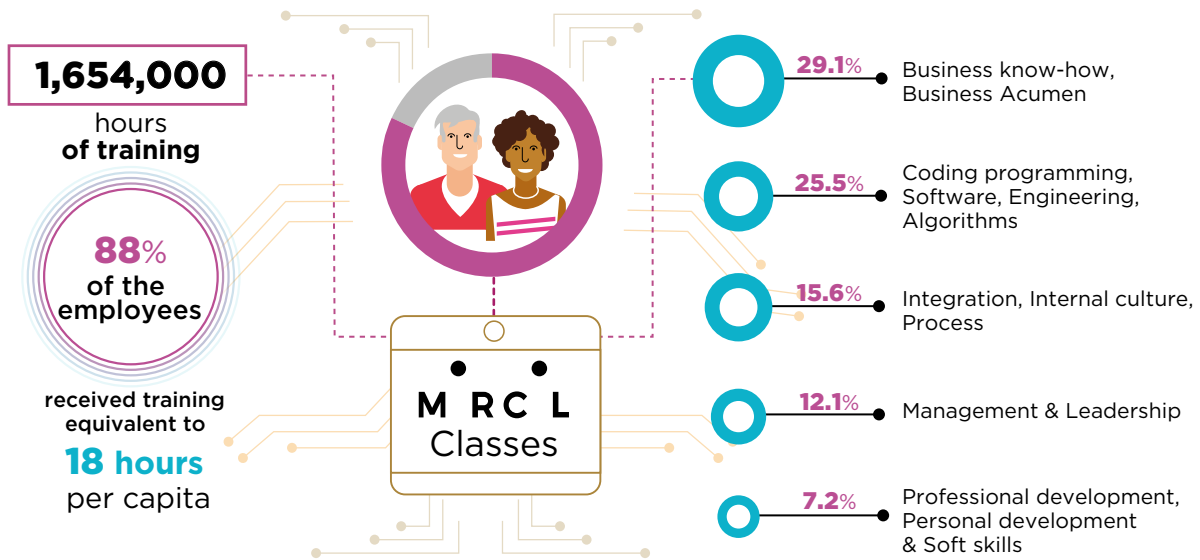 1,654,000
hours
of training
88%
of the
employees
received training
equivalent to
18 hours
per capita
M RC L
Classes
29.1%
Business know-how,
Business Acumen
25.5%
Coding programming,
Software, Engineering,
Algorithms
15.6%
Integration, Internal culture,
Process
12.1%
Management & Leadership
7.2%
Professional development,
Personal development
& Soft skills